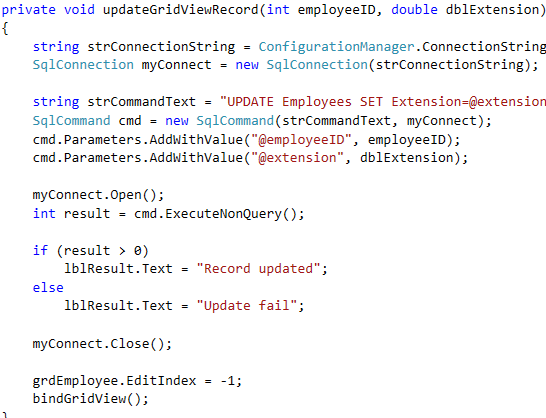 private void updateGridViewRecord(int employeeID, double dblExtension)
{
string strConnectionString = ConfigurationManager.ConnectionString
SqlConnection myConnect = new SqlConnection(strConnectionString);
string strCommandText = "UPDATE Employees SET Extension=@extension
SqlCommand cmd = new SqlCommand(strCommandText, myConnect);
cmd.Parameters.AddWithValue("@employeeID", employeeID);
cmd.Parameters.AddWithValue("@extension", dblExtension);
myConnect.Open();
int result = cmd.ExecuteNonQuery();
if (result > 0)
lblResult.Text = "Record updated";
else
lblResult.Text = "Update fail";
myConnect.Close();
grdEmployee.EditIndex = -1;
bindGridView();
}